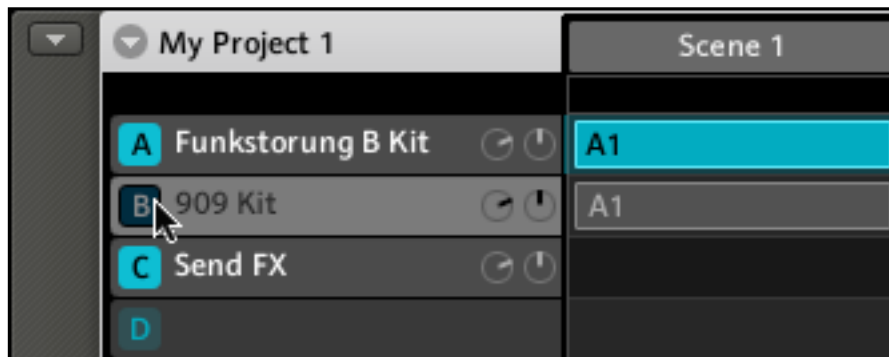 My Project 1 Scene 1
A Funkstorung B Kit A1
B 909 Kit A1
C Send FX
D